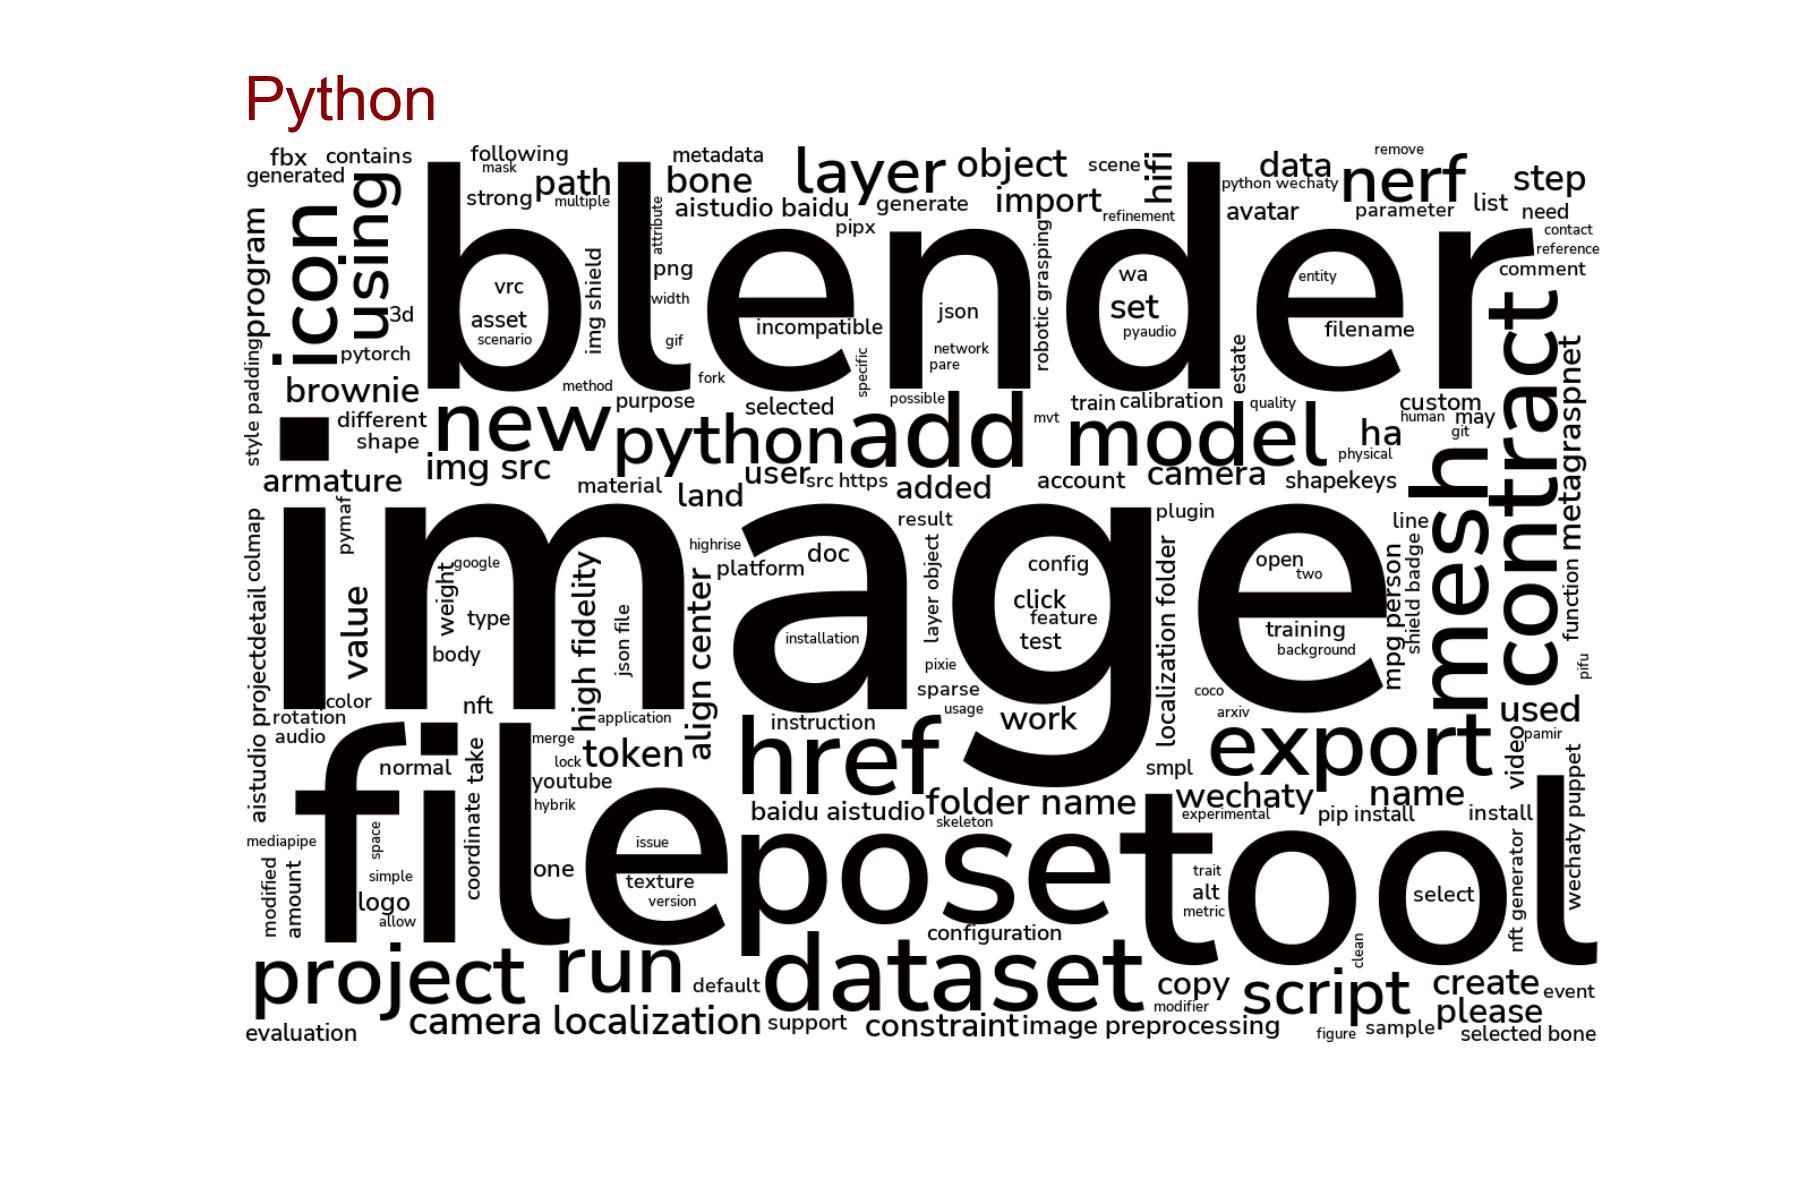 Python
fbx contains following metadata layer object scene hifi data remove nerf step
generated mask strong path multiple bone python wechaty
using icon program attribute aistudio baidu generate import refinement avatar parameter list need
pipx contact reference comment
blender
3d vrc asset scenario img shield png width gif incompatible json network pare robotic grasping wa set pyaudio entity filename
pytorch style padding brownie method fork specific estate contract metagraspnet
different shape new purpose selected possible add mvt train calibration quality custom human may git
python model ha physical
armature img src material land user src https added account camera shapekeys mesh
image
pymaf colmap highrise result plugin line
aistudio projectdetail value google weight type body high fidelity json file align center platform doc installation layer object config click feature test localization folder open two training background mpg person shield badge function
pixie sparse usage coco arxiv pifu
color rotation audio nft application instruction work used
file
normal coordinate take merge lock token youtube hybrik href smpl export video pamir
baidu aistudio folder name wechaty name
skeleton experimental pip install install wechaty puppet
mediapipe space simple logo allow modified amount one issue texture version pose tool trait alt metric select nft generator
configuration clean
project run default dataset copy modifier script create please event
evaluation camera localization support constraint image preprocessing figure sample selected bone